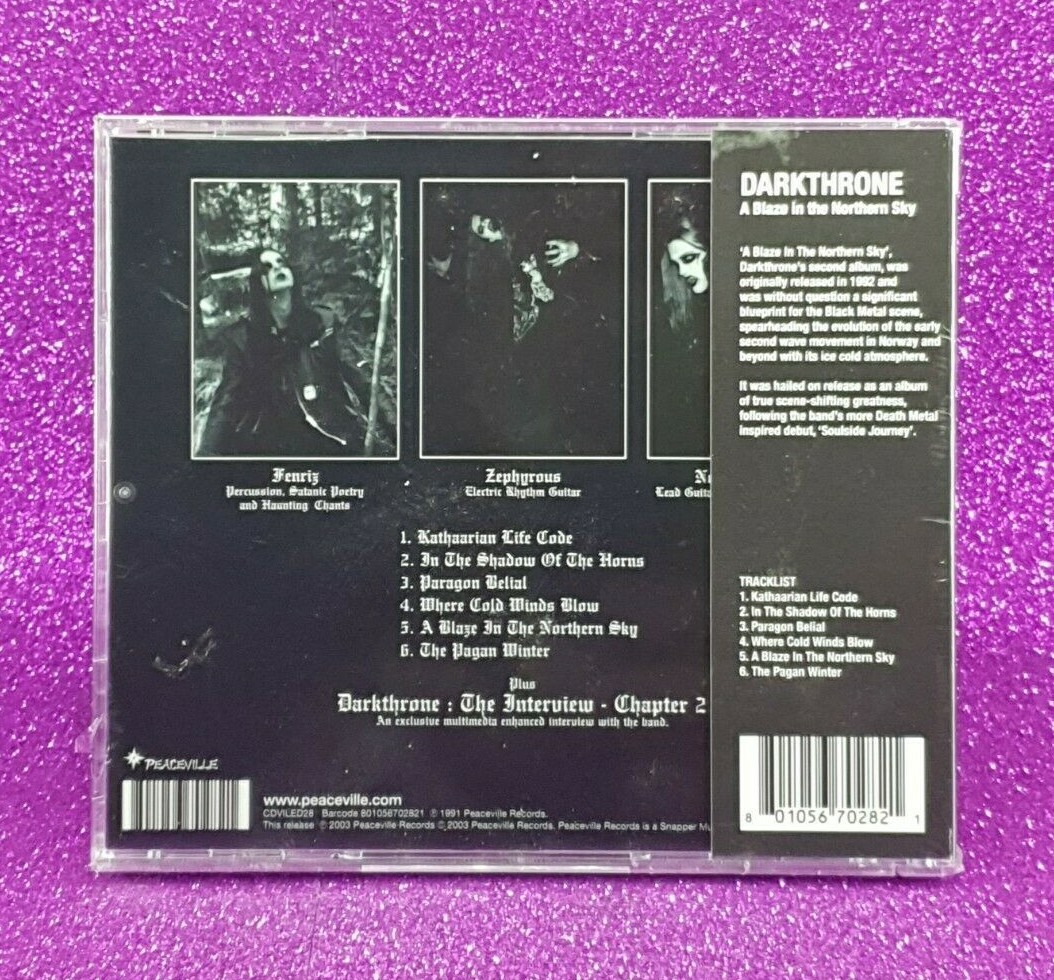 Fenriz
Percussion, Satanic Poetry
and Haunting Chants
Zephyrous
Electric Rhythm Guitar
Lead
1. Kathaarian Life Code
2. In The Shadow Of The Horns
3. Paragon Belial
4. Where Cold Winds Blow
5. A Blaze In The Northern Sky
6. The Pagan Winter
Plus
Darkthrone : The Interview - Chapter 2
An exclusive multimedia enhanced interview with the band.
PEACEVILLE
www.peaceville.com
CDVILED28 Barcode 801056702821 ℗ 1991 Peaceville Records.
This release ℗ 2003 Peaceville Records © 2003 Peaceville Records. Peaceville Records is a Snapper
DARKTHRONE
A Blaze in the Northern Sky
'A Blaze In The Northern Sky',
Darkthrone's second album, was
originally released in 1992 and
was without question a significant
blueprint for the Black Metal scene,
spearheading the evolution of the early
second wave movement in Norway and
beyond with its ice cold atmosphere.
It was hailed on release as an album
of true scene-shifting greatness,
following the band's more Death Metal
inspired debut, 'Soulside Journey'.
TRACKLIST
1. Kathaarian Life Code
2. In The Shadow Of The Horns
3. Paragon Belial
4. Where Cold Winds Blow
5. A Blaze In The Northern Sky
6. The Pagan Winter
8 01056 70282 1